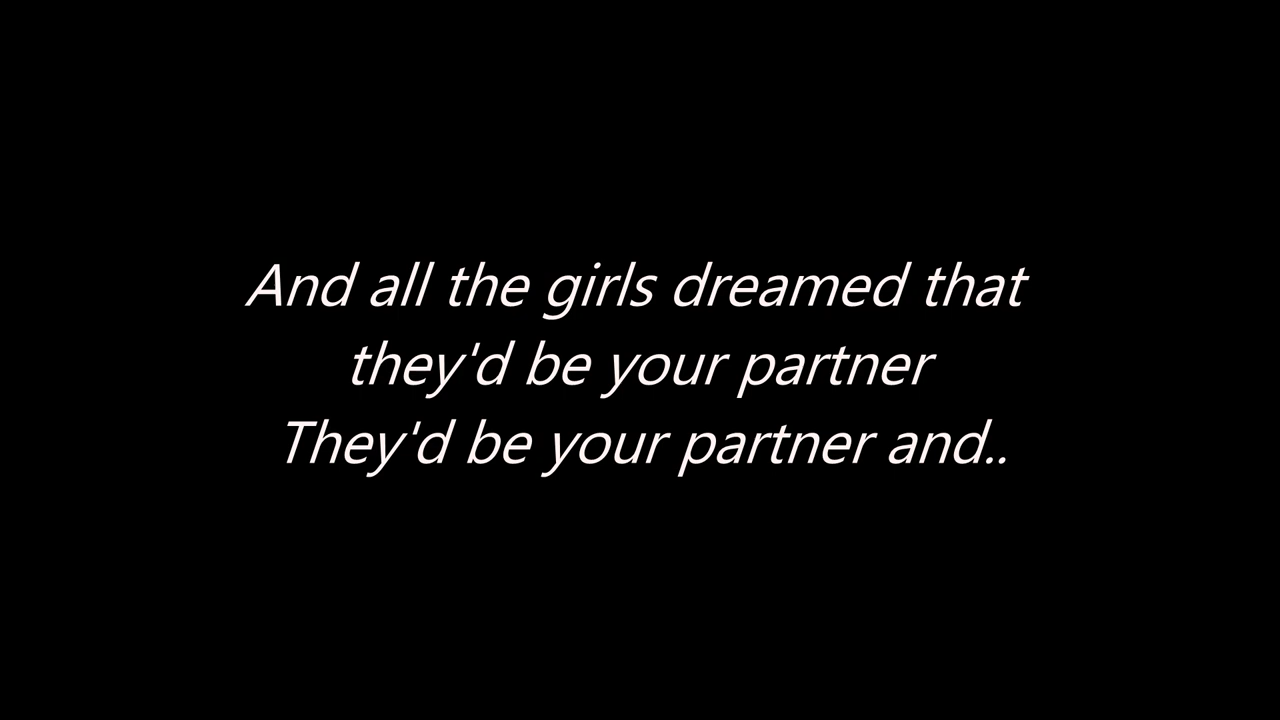 And all the girls dreamed that
they'd be your partner
They'd be your partner and..